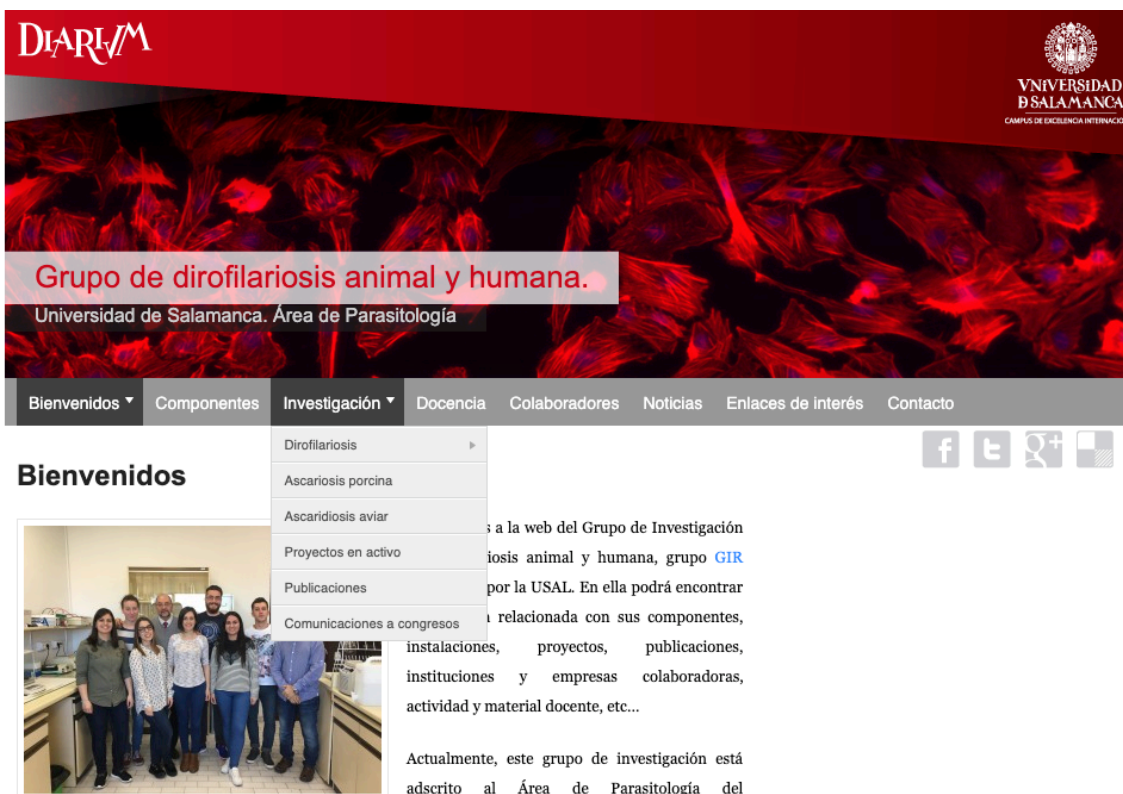 DIARIVM
VNiVERSiDAD
D SALAMANCA
CAMPUS DE EXCELENCIA
Grupo de dirofilariosis animal y humana.
Universidad de Salamanca. Área de Parasitología
Bienvenidos Componentes Investigación Docencia Colaboradores Noticias Enlaces de interés Contacto
Dirofilariosis
Ascariosis porcina
Ascaridiosis aviar
Proyectos en activo
Publicaciones
Comunicaciones a congresos
Bienvenidos
a la web del Grupo de Investigación
animal y humana, grupo GIR
por la USAL. En ella podrá encontrar
relacionada con sus componentes,
instalaciones, proyectos, publicaciones,
instituciones y empresas colaboradoras,
actividad y material docente, etc...
Actualmente, este grupo de investigación está
adscrito al Área de Parasitología del